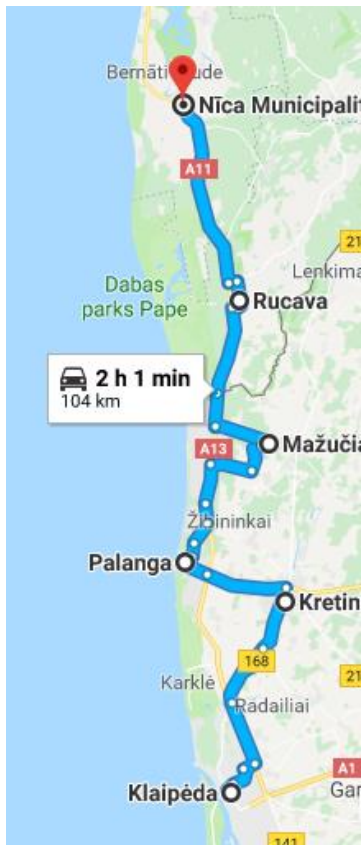 Bernāti
ude
Nīca Municipalit
A11
21
Lenkima
Dabas
parks Pape
Rucava
2 h 1 min
104 km
Mažučia
A13
Žibininkai
Palanga
Kretin
168
Karklė
Radailiai
21
A1
Klaipėda
Gar
141